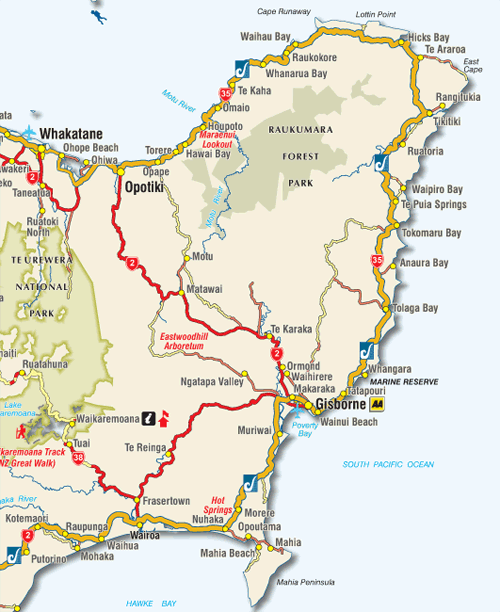 Cape Runaway
Lottin Point
Waihau Bay
Hicks Bay
Raukokore
Te Araroa
East
Cape
Whanarua Bay
Te Kaha
35
Motu River
Omaio
Rangitukia
Tikitiki
Houpoto
Maraenui
Lookout
RAUKUMARA
FOREST
PARK
Whakatane
Ohope Beach
Ohiwa
Torere
Hawai Bay
Opape
Opotiki
Ruatoria
2
Taneatua
Waipiro Bay
Te Puia Springs
Motu River
Ruatoki
North
Tokomaru Bay
TE UREWERA
NATIONAL
PARK
2
Motu
35
Anaura Bay
Matawai
Tolaga Bay
Eastwoodhill
Arboretum
Te Karaka
2
Ruatahuna
Ormond
Waihirere
Whangara
Ngatapa Valley
Makaraka
MARINE RESERVE
Tatapouri
Gisborne
AA
Lake
Waikaremoana
i
Wainui Beach
Poverty
Bay
Muriwai
Tuai
Te Reinga
(NZ Great Walk)
38
SOUTH PACIFIC OCEAN
Frasertown
Hot
Springs
Morere
Kotemaori
Raupunga
Nuhaka
Opoutama
2
Wairoa
Waihua
Mohaka
Mahia
Mahia Beach
Putorino
Mahia Peninsula
HAWKE BAY